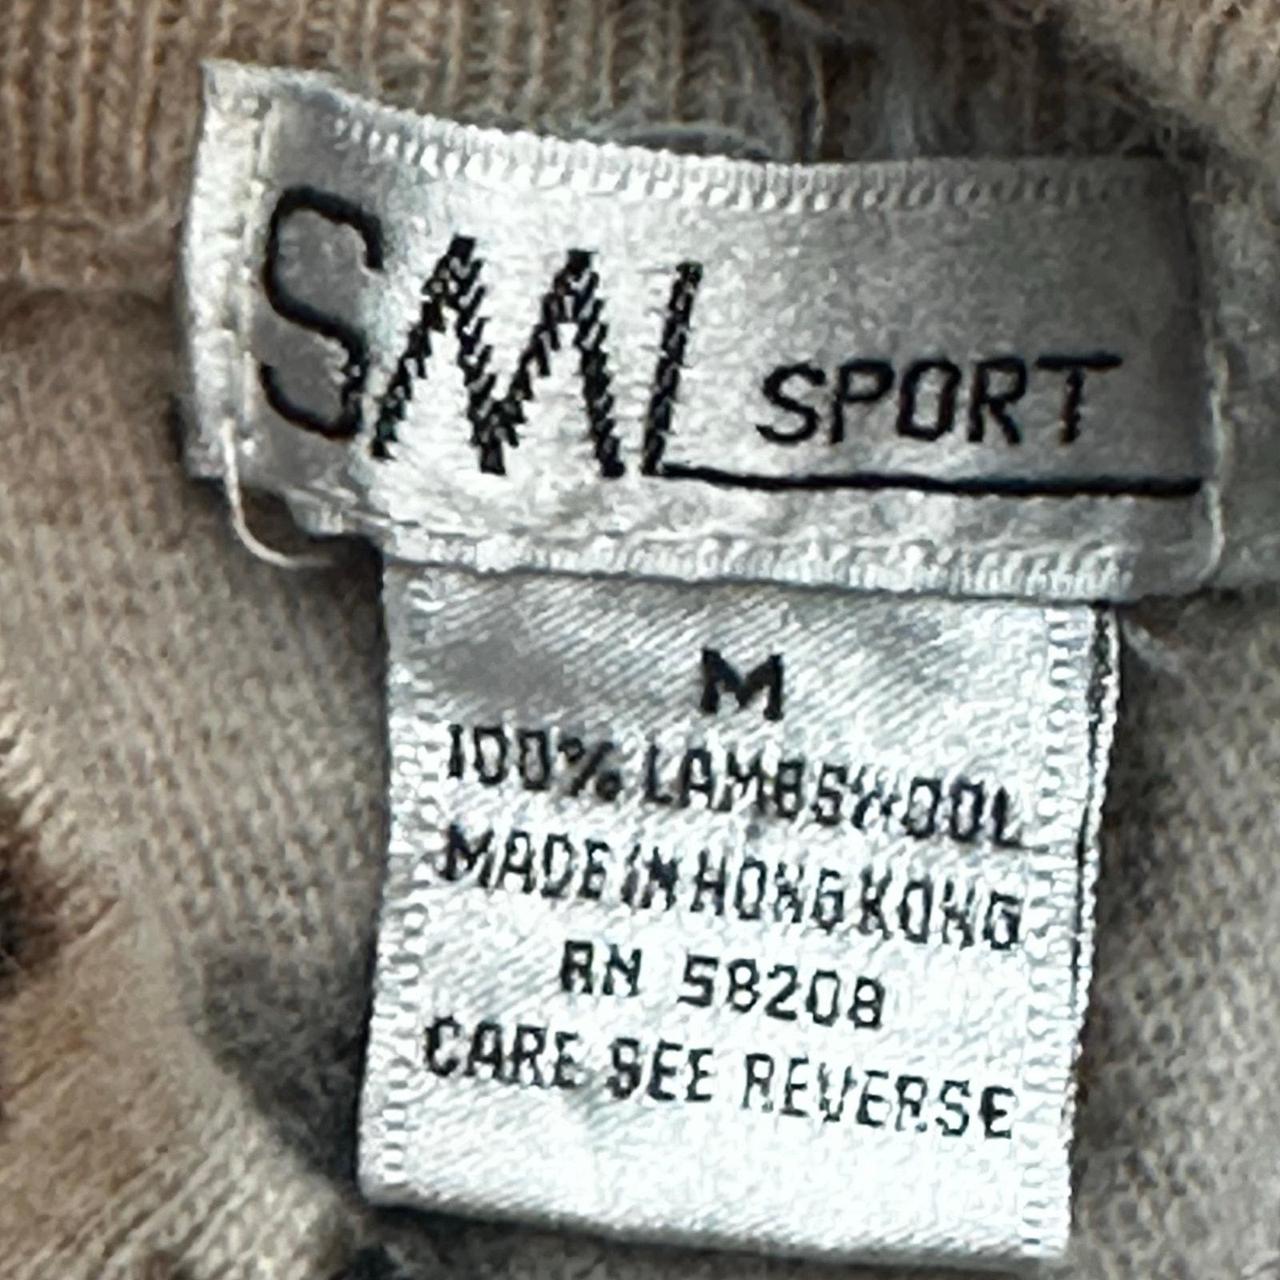 SML SPORT
M
100% LAMBSWOOL
MADE IN HONG KONG
RN 58208
CARE SEE REVERSE